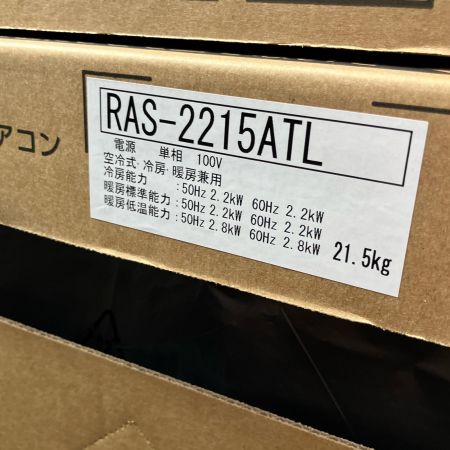 アコン
RAS-2215ATL
電源 単相 100V
空冷式・冷房・暖房兼用
冷房能力 :50Hz 2.2kW 60Hz 2.2kW
暖房標準能力 :50Hz 2.2kW 60Hz 2.2kW
暖房低温能力 :50Hz 2.8kW 60Hz 2.8kW 21.5kg